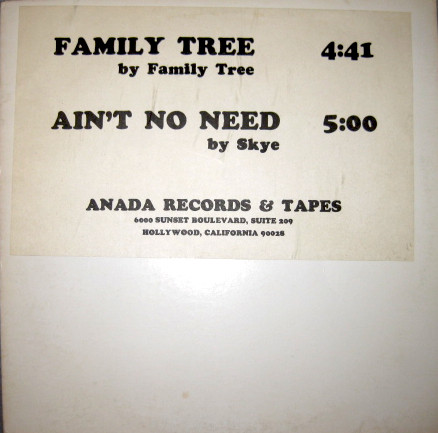 FAMILY TREE 4:41
by Family Tree
AIN'T NO NEED 5:00
by Skye
ANADA RECORDS & TAPES
6000 SUNSET BOULEVARD, SUITE 209
HOLLYWOOD, CALIFORNIA 90028